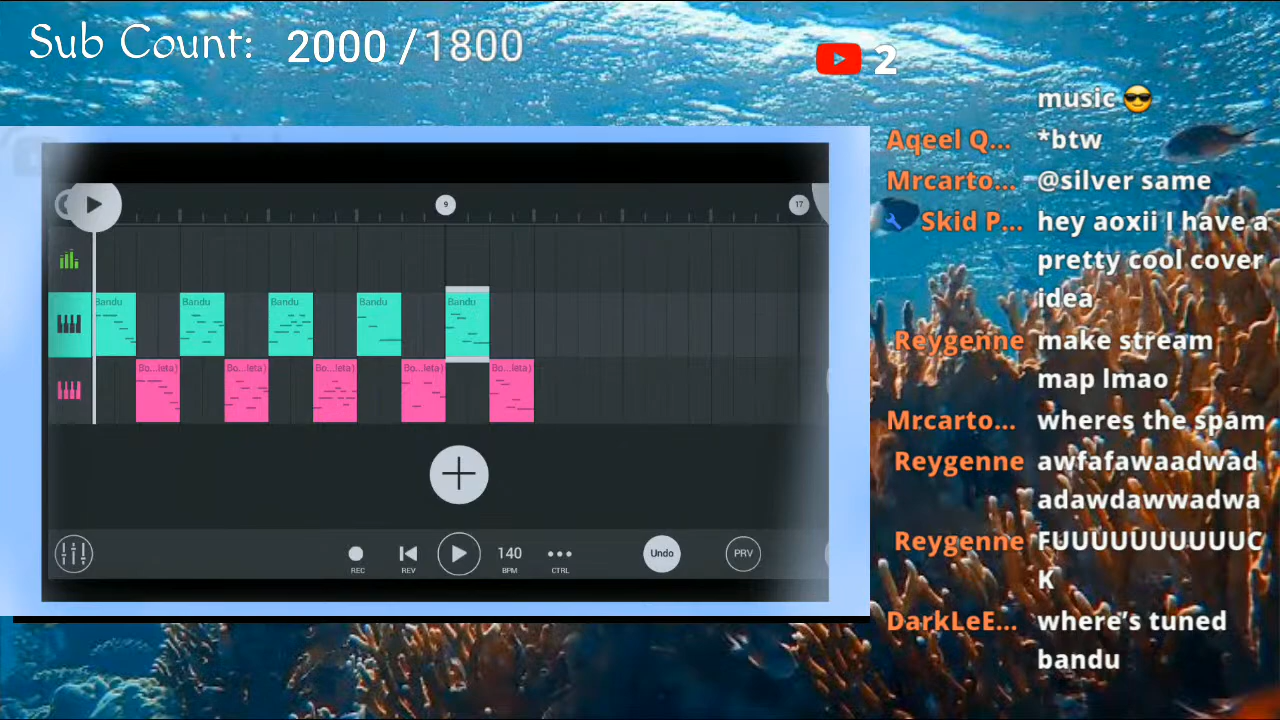 Sub Count: 2000 / 1800
2
music 😎
Aqeel Q... *btw
Mrcarto... @silver same
Skid P... hey aoxii I have a
pretty cool cover
idea
Reygenne make stream
map lmao
Mrcarto... wheres the spam
Reygenne awfafawaadwad
adawdawwadwa
Reygenne FUUUUUUUUUUC
K
DarkLeE... where's tuned
bandu
9 17
Bandu Bandu Bandu Bandu Bandu
Bo...leta) Bo...leta) Bo...leta) Bo...leta) Bo...leta)
140 Undo PRV
REC REV BPM CTRL